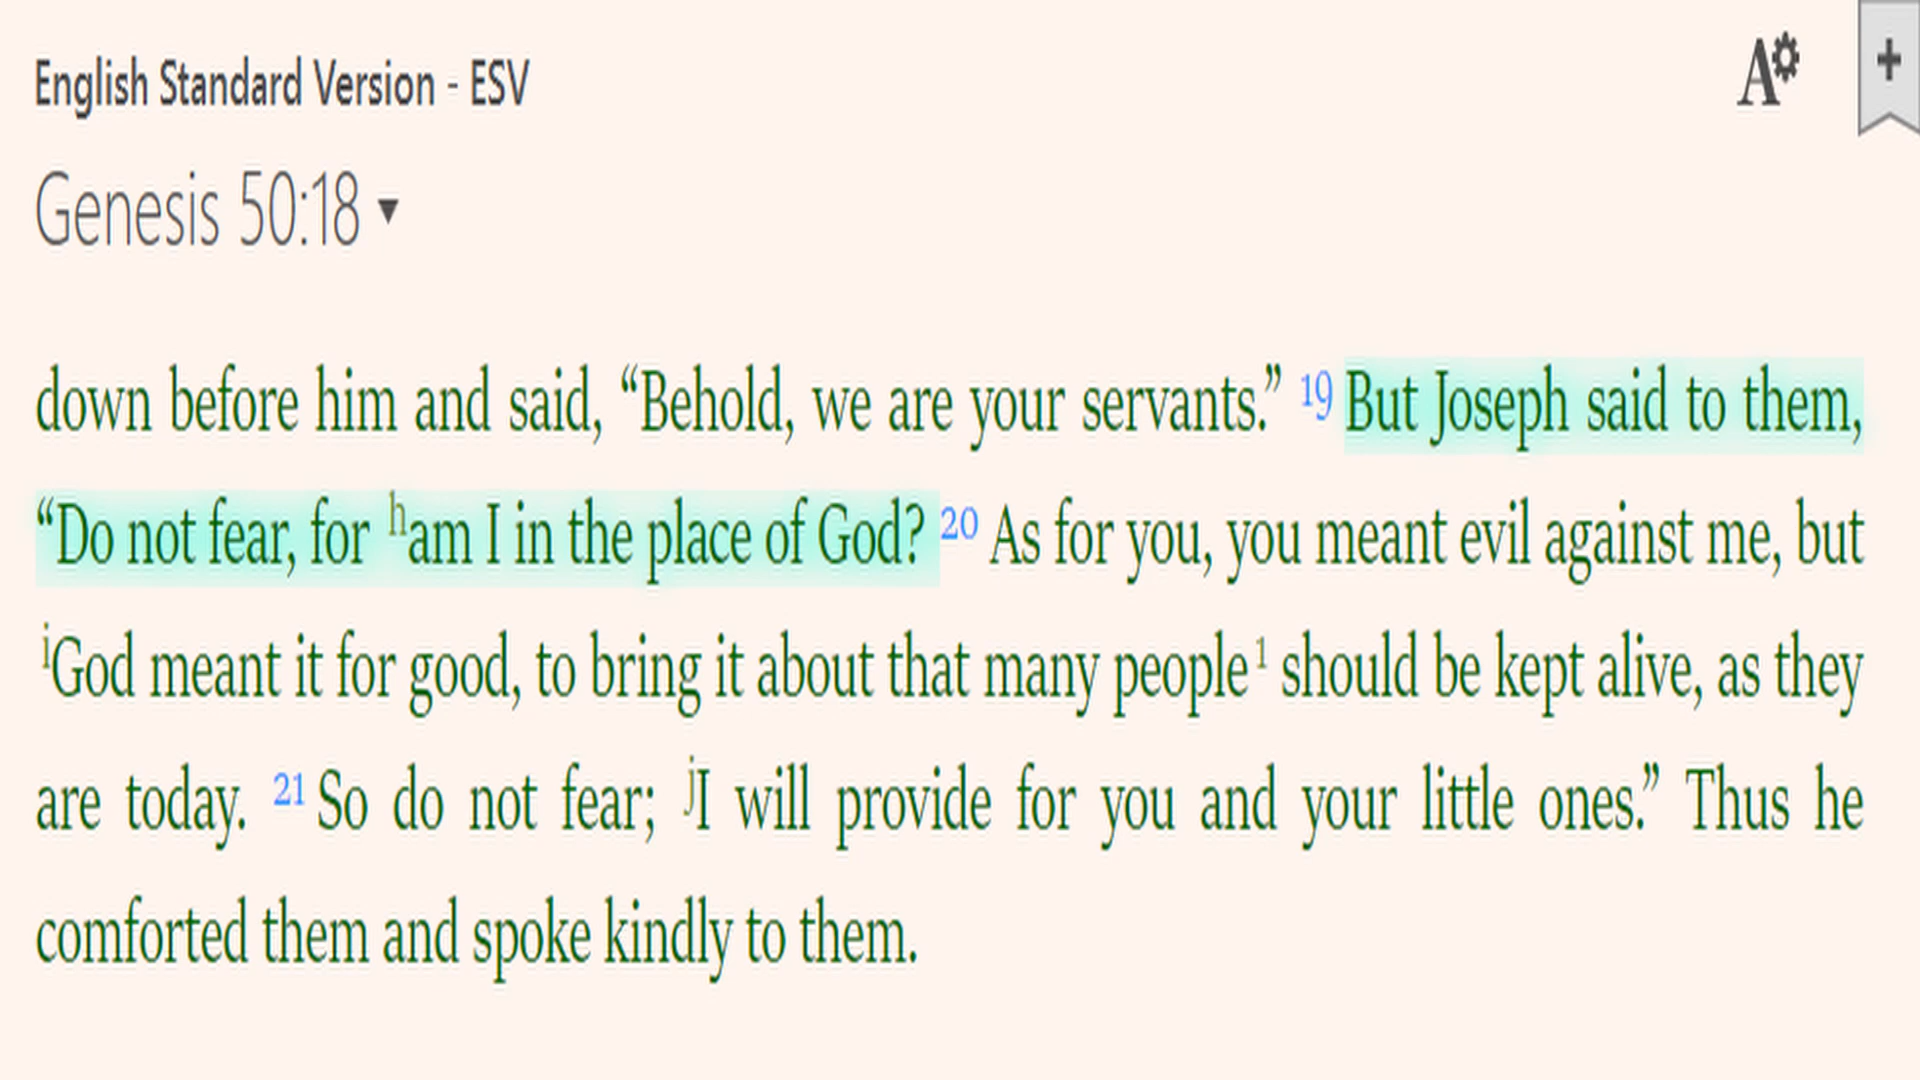 English Standard Version - ESV
Genesis 50:18 ▾
down before him and said, “Behold, we are your servants.” 19 But Joseph said to them,
“Do not fear, for ham I in the place of God? 20 As for you, you meant evil against me, but
iGod meant it for good, to bring it about that many people1 should be kept alive, as they
are today. 21 So do not fear; jI will provide for you and your little ones.” Thus he
comforted them and spoke kindly to them.